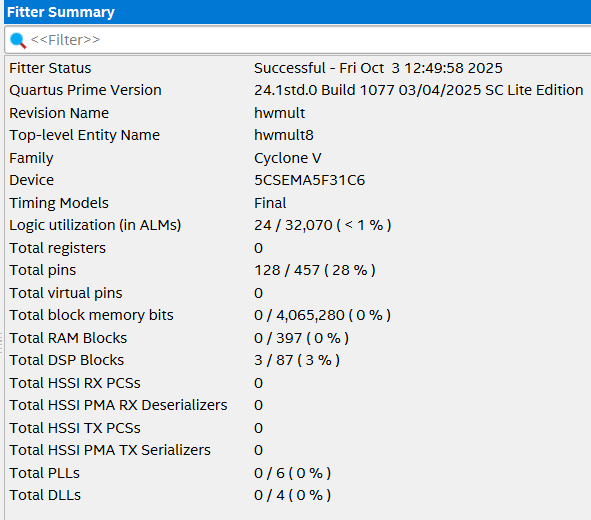 Fitter Summary
<<Filter>>
Fitter Status Successful - Fri Oct 3 12:49:58 2025
Quartus Prime Version 24.1std.0 Build 1077 03/04/2025 SC Lite Edition
Revision Name hwmult
Top-level Entity Name hwmult8
Family Cyclone V
Device 5CSEMA5F31C6
Timing Models Final
Logic utilization (in ALMs) 24 / 32,070 ( < 1 % )
Total registers 0
Total pins 128 / 457 ( 28 % )
Total virtual pins 0
Total block memory bits 0 / 4,065,280 ( 0 % )
Total RAM Blocks 0 / 397 ( 0 % )
Total DSP Blocks 3 / 87 ( 3 % )
Total HSSI RX PCSs 0
Total HSSI PMA RX Deserializers 0
Total HSSI TX PCSs 0
Total HSSI PMA TX Serializers 0
Total PLLs 0 / 6 ( 0 % )
Total DLLs 0 / 4 ( 0 % )